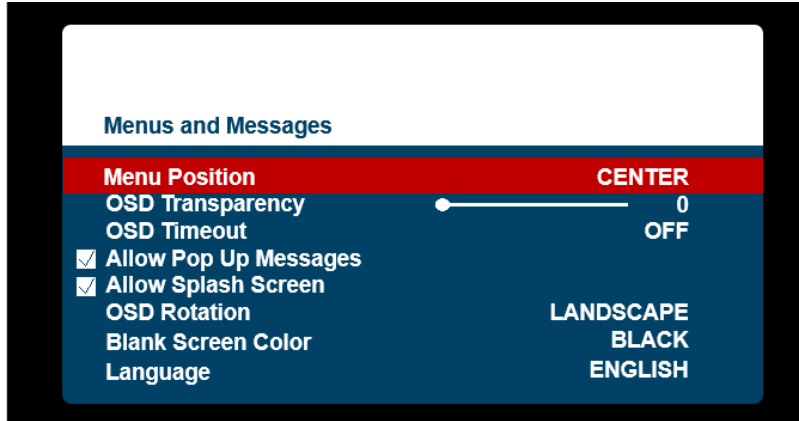 Menus and Messages
Menu Position CENTER
OSD Transparency 0
OSD Timeout OFF
Allow Pop Up Messages
Allow Splash Screen
OSD Rotation LANDSCAPE
Blank Screen Color BLACK
Language ENGLISH